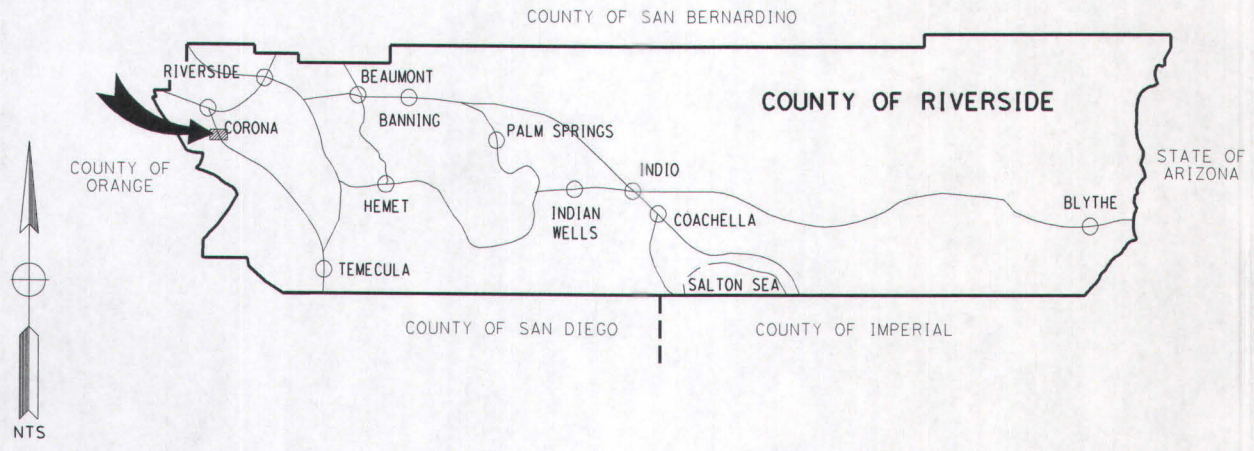 COUNTY OF SAN BERNARDINO
RIVERSIDE
BEAUMONT
COUNTY OF RIVERSIDE
BANNING
CORONA
PALM SPRINGS
COUNTY OF
ORANGE
STATE OF
ARIZONA
INDIO
HEMET
INDIAN
WELLS
COACHELLA
BLYTHE
TEMECULA
SALTON SEA
COUNTY OF SAN DIEGO
COUNTY OF IMPERIAL
NTS